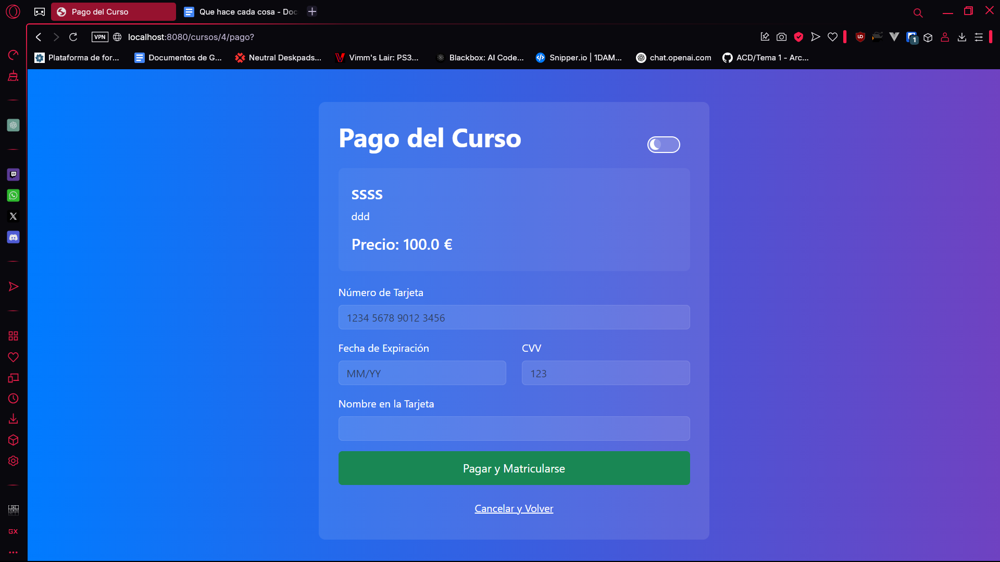 Pago del Curso
Que hace cada cosa - Doc
VPN
localhost:8080/cursos/4/pago?
1
Plataforma de for...
Documentos de G...
Neutral Deskpads...
Vimm's Lair: PS3...
Blackbox: AI Code...
Snipper.io | 1DAM...
chat.openai.com
ACD/Tema 1 - Arc...
Pago del Curso
ssss
ddd
Precio: 100.0 €
Número de Tarjeta
1234 5678 9012 3456
Fecha de Expiración
CVV
MM/YY
123
Nombre en la Tarjeta
Pagar y Matricularse
Cancelar y Volver
GX